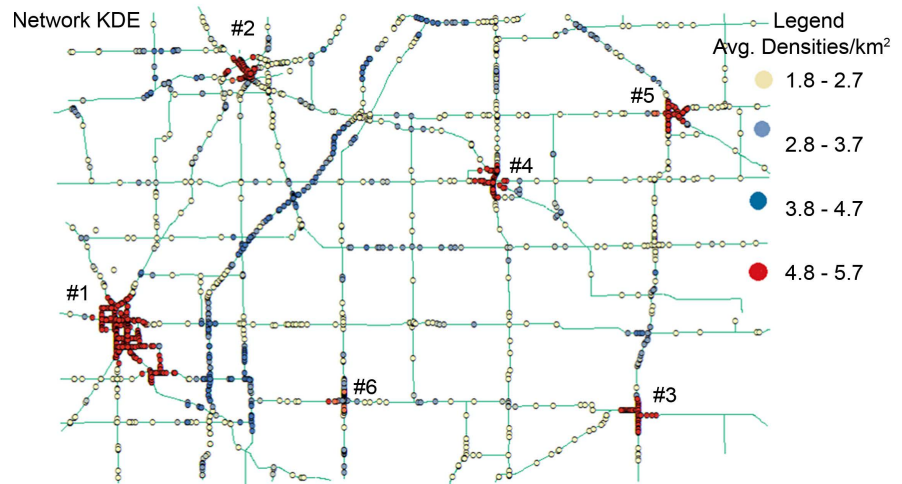 Network KDE
Legend
Avg. Densities/km²
1.8 - 2.7
2.8 - 3.7
3.8 - 4.7
4.8 - 5.7
#2
#5
#4
#1
#6
#3